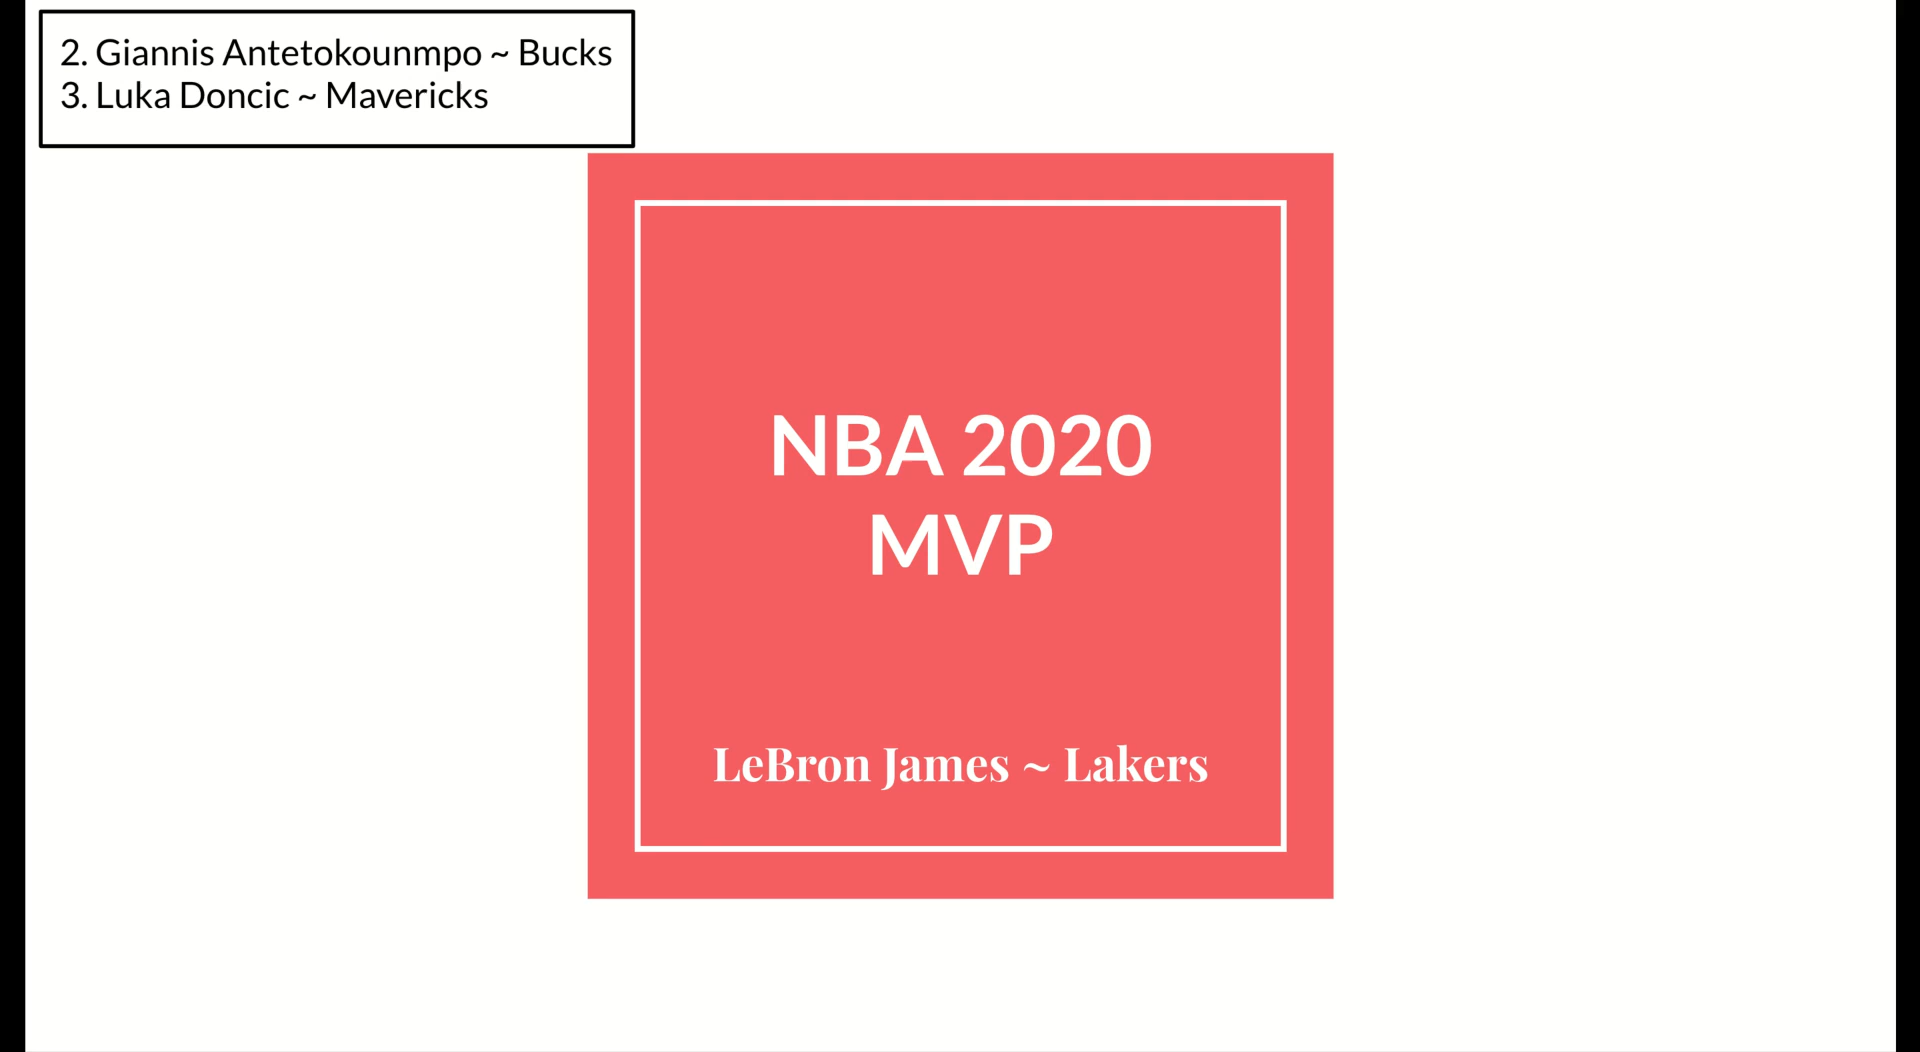 2. Giannis Antetokounmpo ~ Bucks
3. Luka Doncic ~ Mavericks
NBA 2020
MVP
LeBron James ~ Lakers